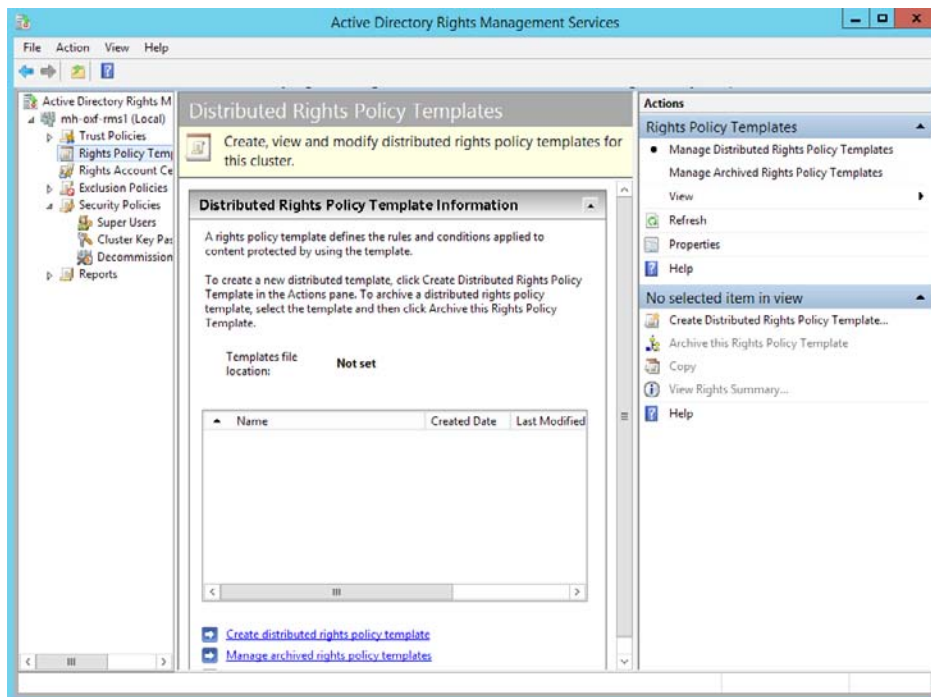 Active Directory Rights Management Services
File Action View Help
Active Directory Rights M
mh-oxf-rms1 (Local)
Trust Policies
Rights Policy Temp
Rights Account Ce
Exclusion Policies
Security Policies
Super Users
Cluster Key Pas
Decommission
Reports
Distributed Rights Policy Templates
Create, view and modify distributed rights policy templates for
this cluster.
Distributed Rights Policy Template Information
A rights policy template defines the rules and conditions applied to
content protected by using the template.
To create a new distributed template, click Create Distributed Rights Policy
Template in the Actions pane. To archive a distributed rights policy
template, select the template and then click Archive this Rights Policy
Template.
Templates file
location:
Not set
Name Created Date Last Modified
Create distributed rights policy template
Manage archived rights policy templates
Actions
Rights Policy Templates
Manage Distributed Rights Policy Templates
Manage Archived Rights Policy Templates
View
Refresh
Properties
Help
No selected item in view
Create Distributed Rights Policy Template...
Archive this Rights Policy Template
Copy
View Rights Summary...
Help